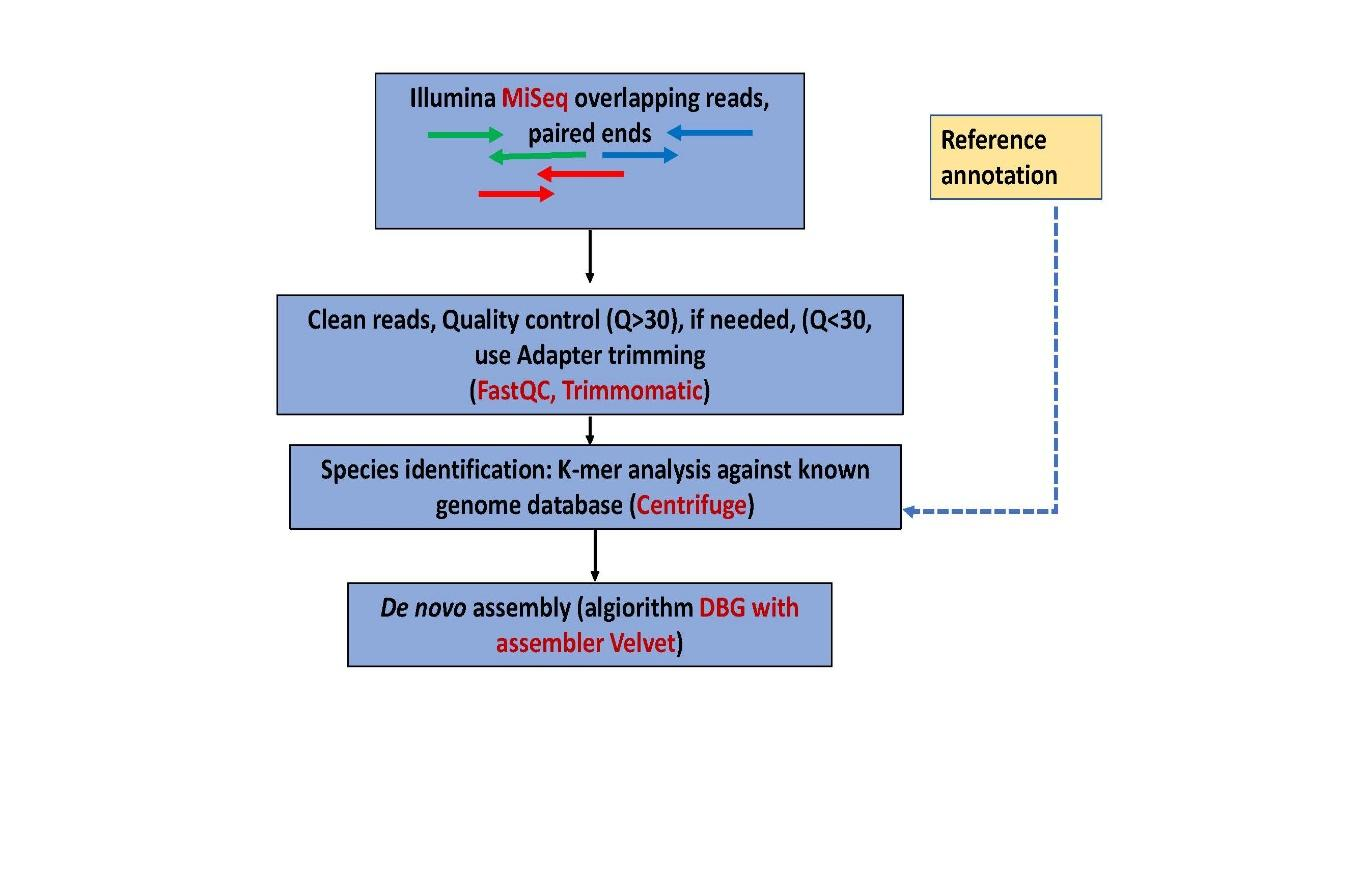 Illumina MiSeq overlapping reads,
paired ends
Reference
annotation
Clean reads, Quality control (Q>30), if needed, (Q<30,
use Adapter trimming
(FastQC, Trimmomatic)
Species identification: K-mer analysis against known
genome database (Centrifuge)
De novo assembly (algiorithm DBG with
assembler Velvet)